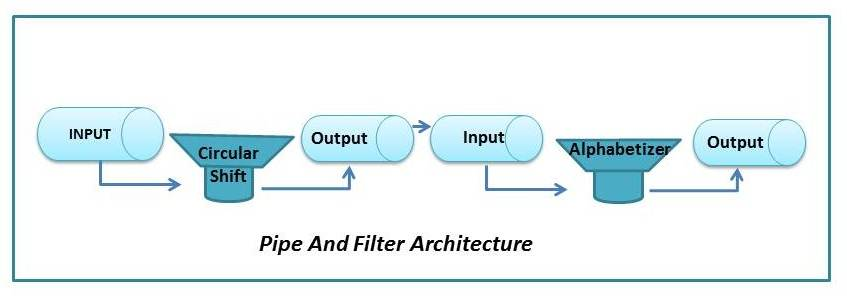 INPUT
Circular
Shift
Output
Input
Alphabetizer
Output
Pipe And Filter Architecture